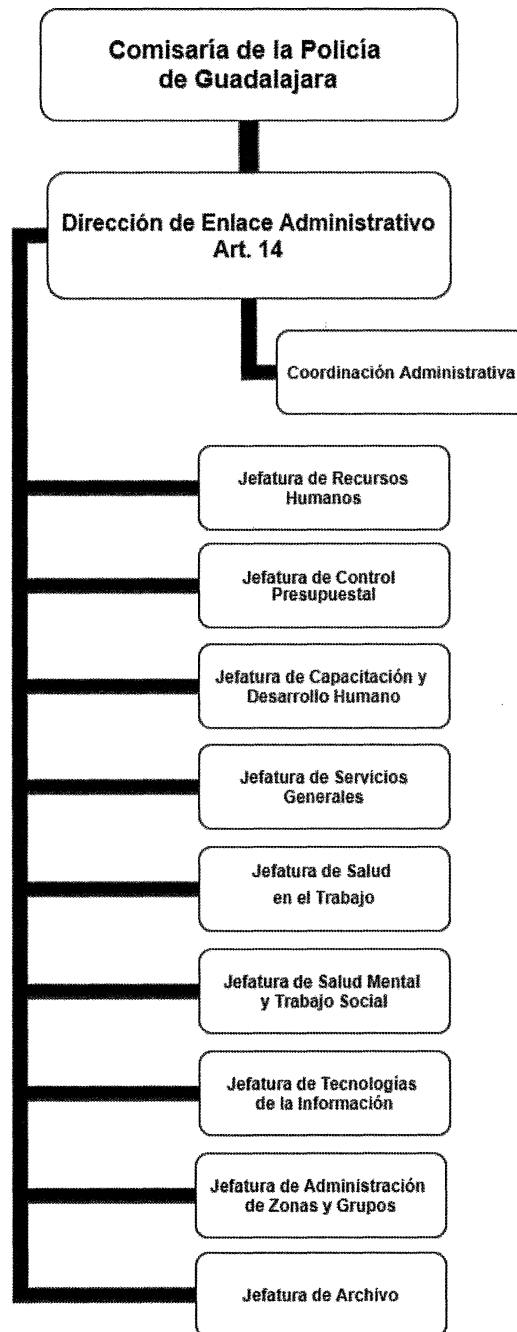 Comisaría de la Policía
de Guadalajara
Dirección de Enlace Administrativo
Art. 14
Coordinación Administrativa
Jefatura de Recursos
Humanos
Jefatura de Control
Presupuestal
Jefatura de Capacitación y
Desarrollo Humano
Jefatura de Servicios
Generales
Jefatura de Salud
en el Trabajo
Jefatura de Salud Mental
y Trabajo Social
Jefatura de Tecnologías
de la Información
Jefatura de Administración
de Zonas y Grupos
Jefatura de Archivo